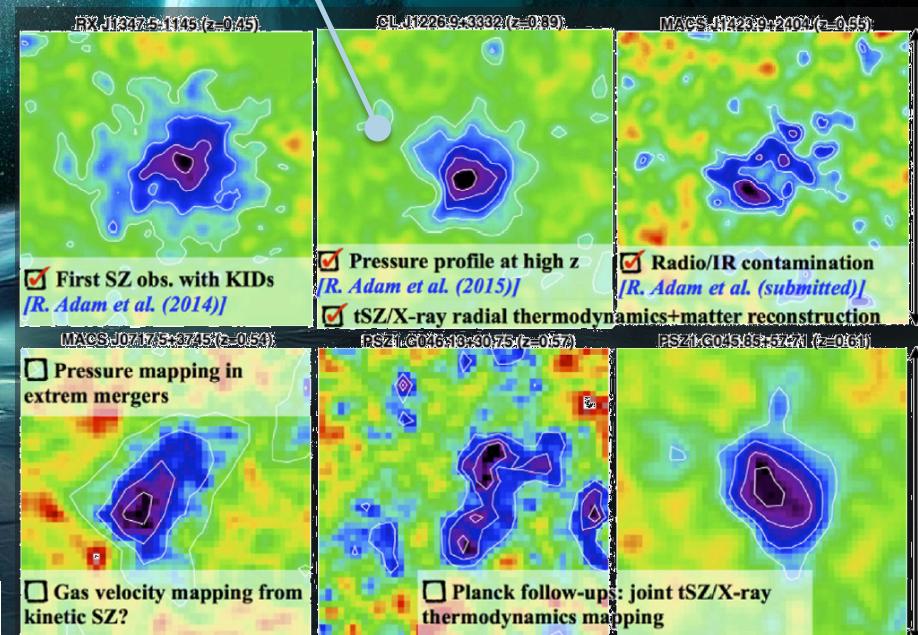 RX J1347.5-1145 (z=0.45)
CL J1226.9+3332 (z=0.89)
MACS J1423.9+2404 (z=0.55)
First SZ obs. with KIDs
[R. Adam et al. (2014)]
Pressure profile at high z
[R. Adam et al. (2015)]
Radio/IR contamination
[R. Adam et al. (submitted)]
tSZ/X-ray radial thermodynamics+matter reconstruction
MACS J0717.5+3745 (z=0.54)
PSZ1 G046.13+30.75 (z=0.57)
PSZ1 G045.85+57.71 (z=0.61)
Pressure mapping in
extrem mergers
Gas velocity mapping from
kinetic SZ?
Planck follow-ups: joint tSZ/X-ray
thermodynamics mapping